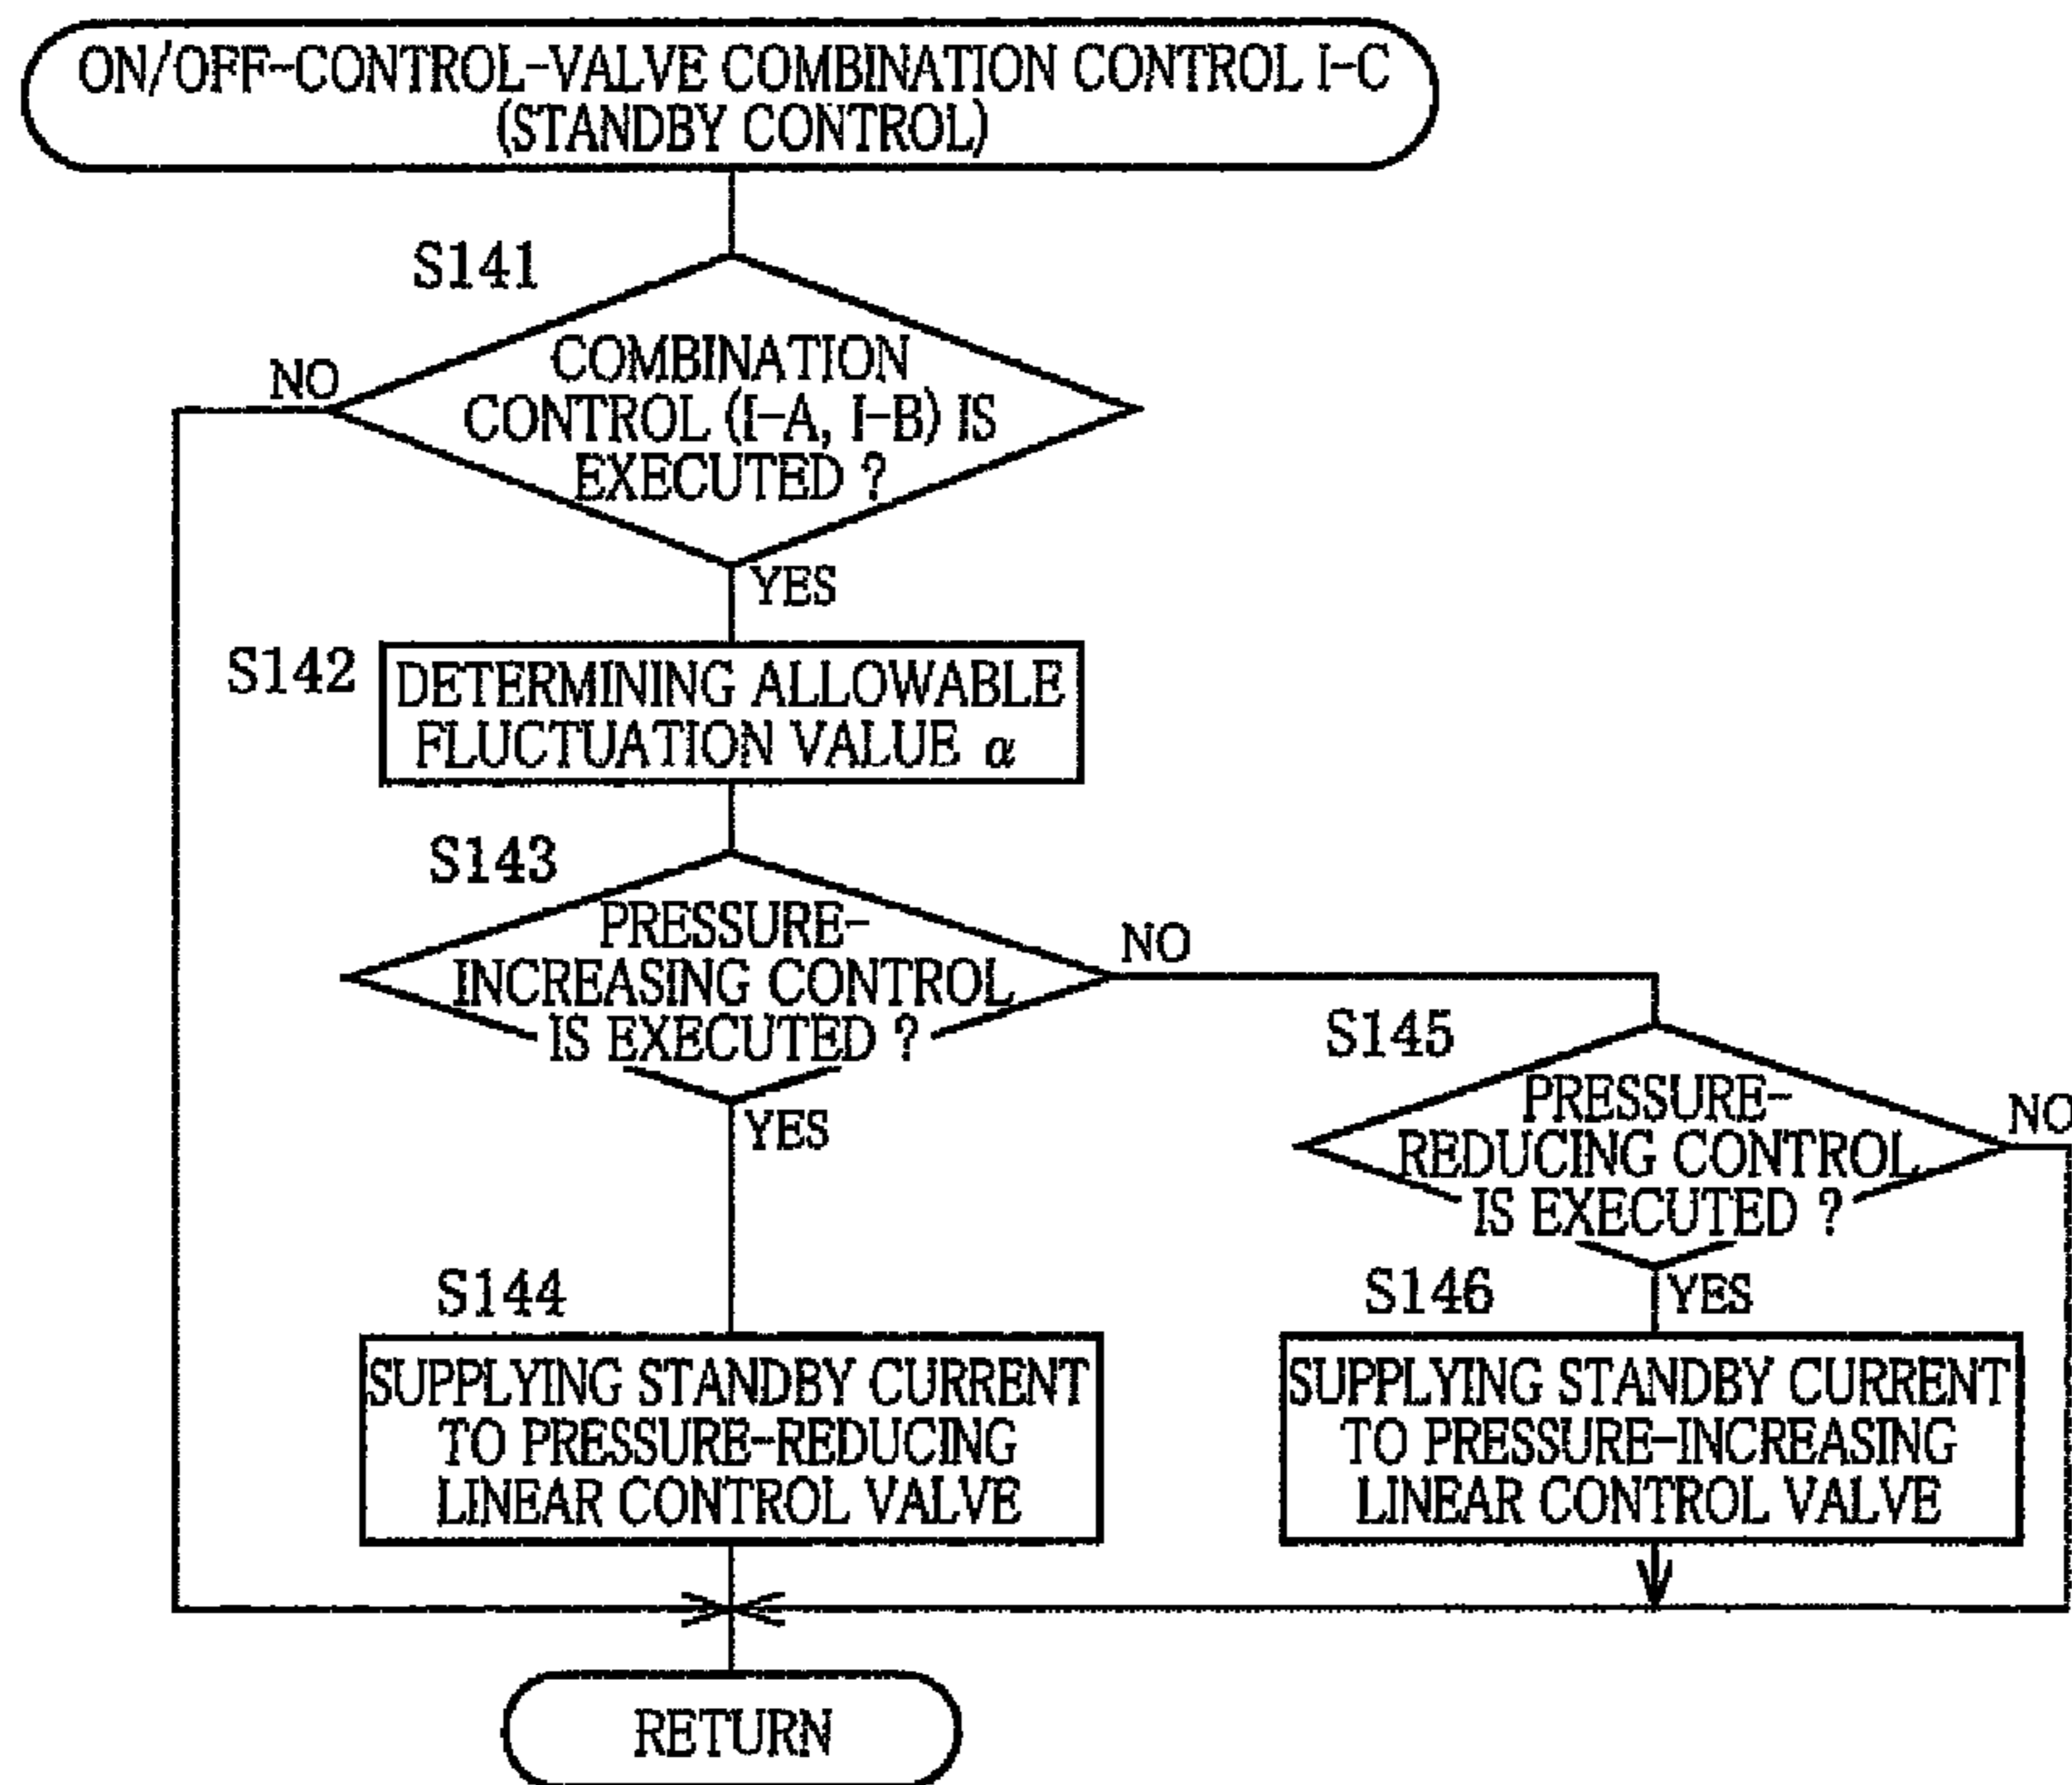 ON/OFF-CONTROL-VALVE COMBINATION CONTROL I-C
(STANDBY CONTROL)
S141
COMBINATION
CONTROL (I-A, I-B) IS
EXECUTED ?
NO
YES
S142
DETERMINING ALLOWABLE
FLUCTUATION VALUE α
S143
PRESSURE-
INCREASING CONTROL
IS EXECUTED ?
NO
YES
S145
PRESSURE-
REDUCING CONTROL
IS EXECUTED ?
NO
YES
S144
SUPPLYING STANDBY CURRENT
TO PRESSURE-REDUCING
LINEAR CONTROL VALVE
S146
SUPPLYING STANDBY CURRENT
TO PRESSURE-INCREASING
LINEAR CONTROL VALVE
RETURN